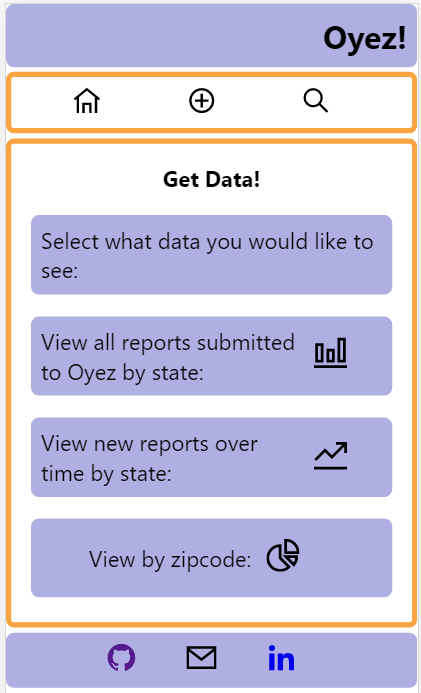 Oyez!
Get Data!
Select what data you would like to
see:
View all reports submitted
to Oyez by state:
View new reports over
time by state:
View by zipcode:
in